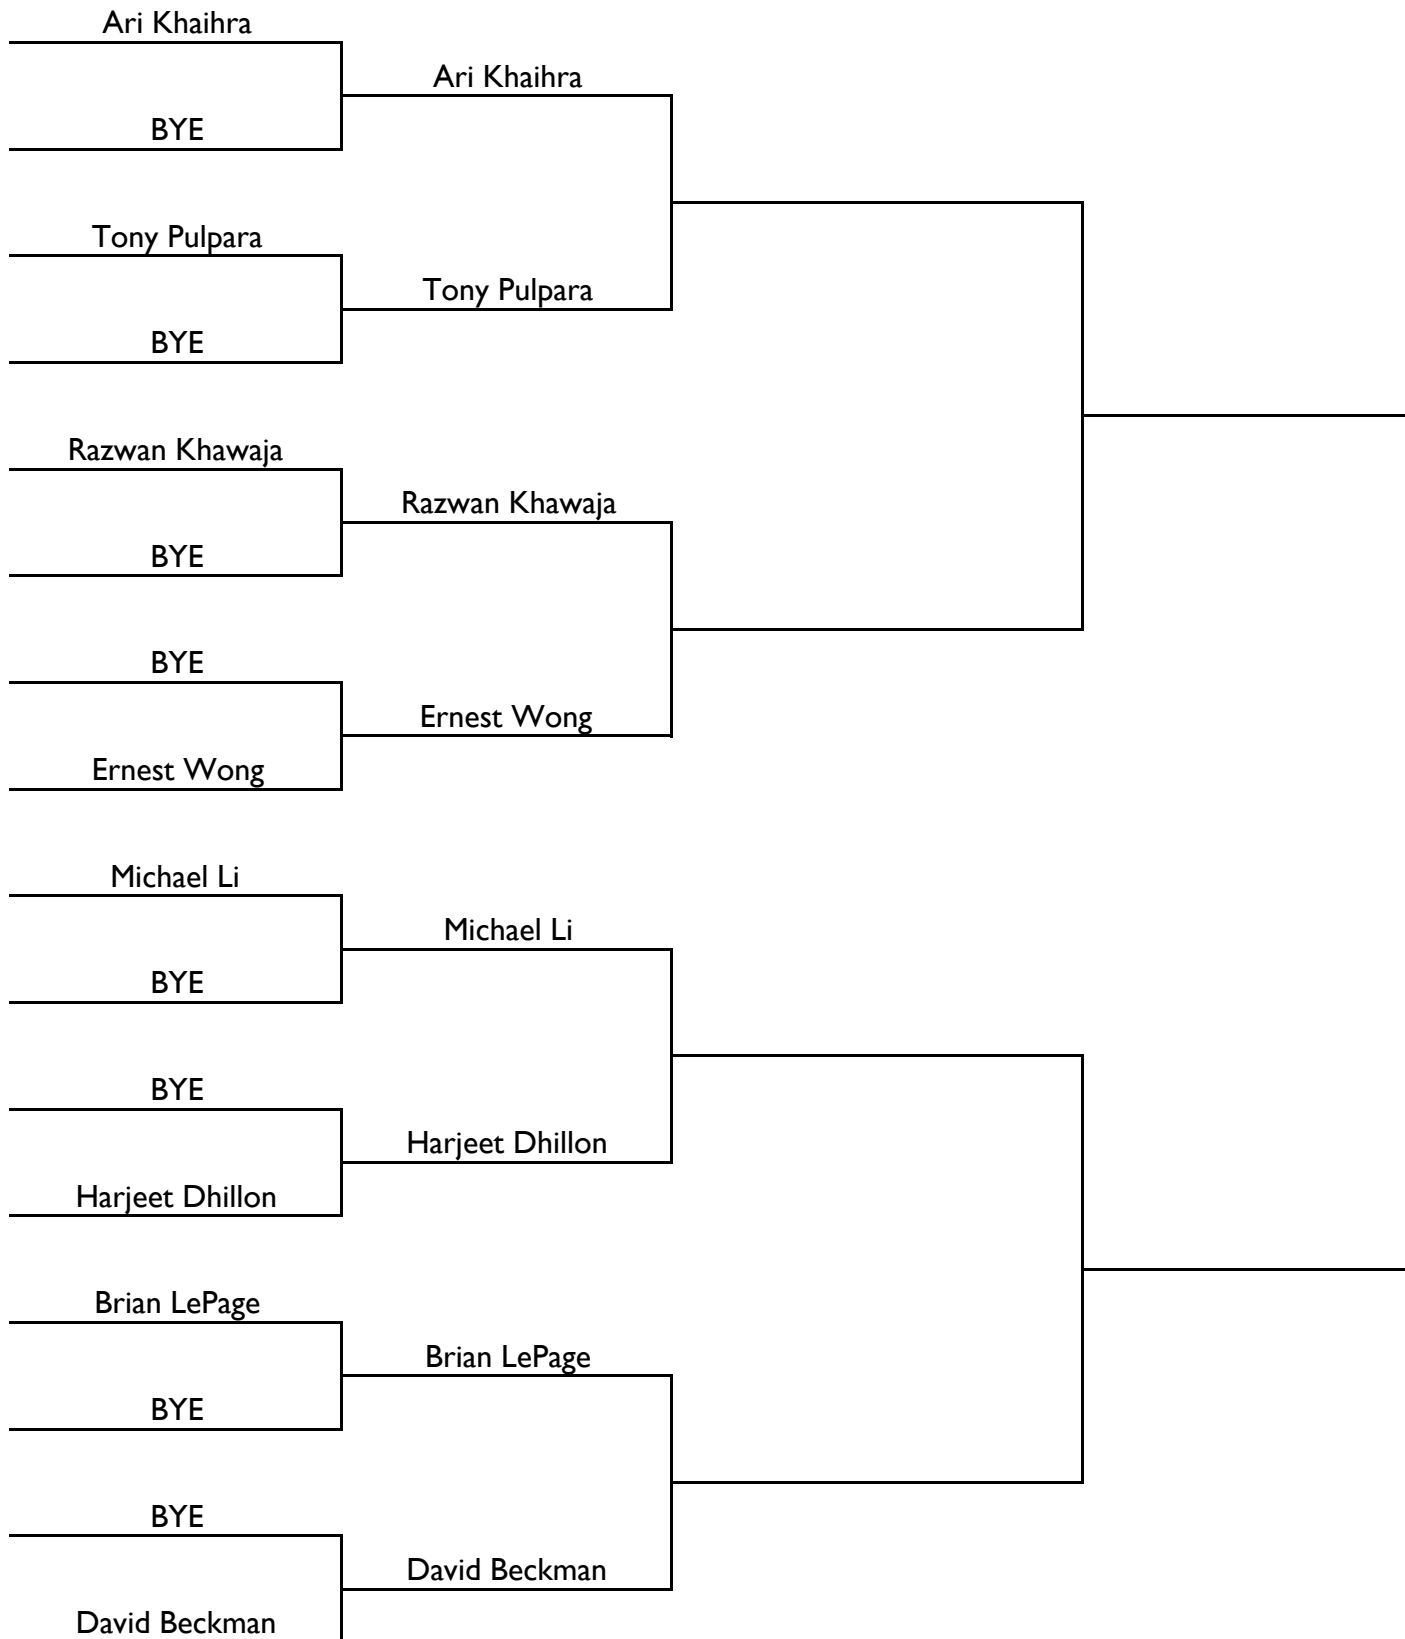 Ari Khaihra
Ari Khaihra
BYE
Tony Pulpara
Tony Pulpara
BYE
Razwan Khawaja
Razwan Khawaja
BYE
BYE
Ernest Wong
Ernest Wong
Michael Li
Michael Li
BYE
BYE
Harjeet Dhillon
Harjeet Dhillon
Brian LePage
Brian LePage
BYE
BYE
David Beckman
David Beckman